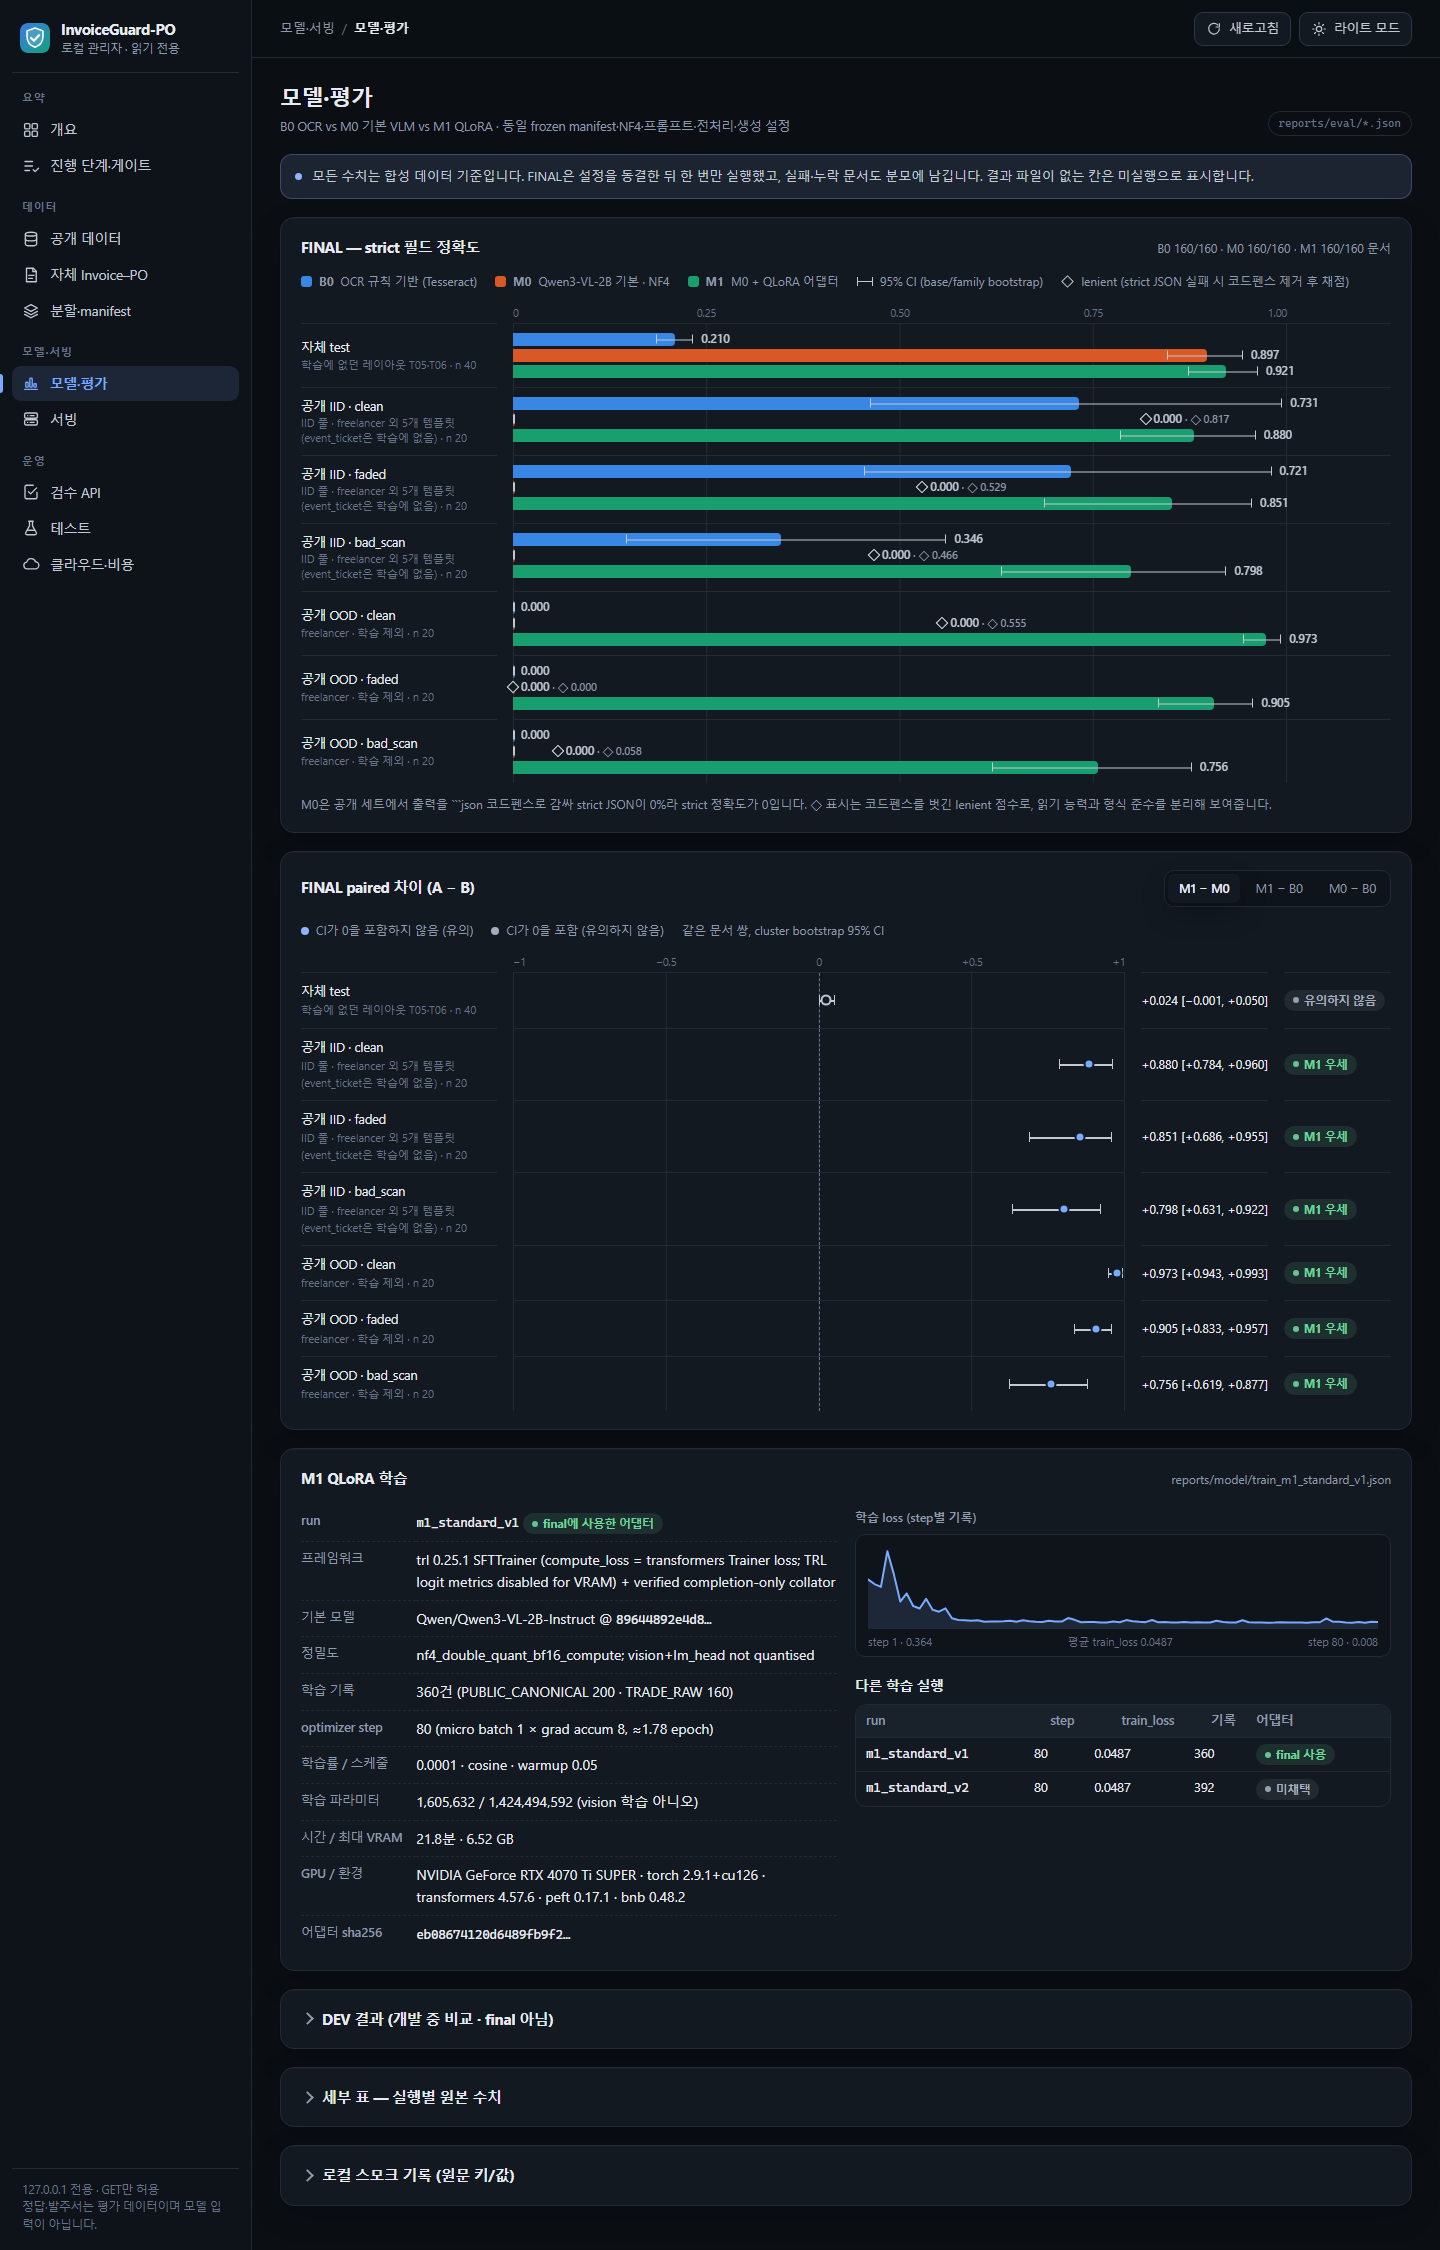 InvoiceGuard-PO
로컬 관리자 · 읽기 전용
요약
개요
진행 단계·게이트
데이터
공개 데이터
자체 Invoice–PO
분할·manifest
모델·서빙
모델·평가
서빙
운영
검수 API
테스트
클라우드·비용
127.0.0.1 전용 · GET만 허용
정답·발주서는 평가 데이터이며 모델 입
력이 아닙니다.
모델·서빙 / 모델·평가
새로고침
라이트 모드
모델·평가
B0 OCR vs M0 기본 VLM vs M1 QLoRA · 동일 frozen manifest·NF4·프롬프트·전처리·생성 설정
reports/eval/*.json
모든 수치는 합성 데이터 기준입니다. FINAL은 설정을 동결한 뒤 한 번만 실행했고, 실패·누락 문서도 분모에 남깁니다. 결과 파일이 없는 칸은 미실행으로 표시합니다.
FINAL — strict 필드 정확도
B0 160/160 · M0 160/160 · M1 160/160 문서
B0 OCR 규칙 기반 (Tesseract) M0 Qwen3-VL-2B 기본 · NF4 M1 M0 + QLoRA 어댑터 95% CI (base/family bootstrap) ◇ lenient (strict JSON 실패 시 코드펜스 제거 후 채점)
0 0.25 0.50 0.75 1.00
자체 test
학습에 없던 레이아웃 T05·T06 · n 40
0.210
0.897
0.921
공개 IID · clean
IID 풀 · freelancer 외 5개 템플릿
(event_ticket은 학습에 없음) · n 20
0.731
◇ 0.000 · ◇ 0.817
0.880
공개 IID · faded
IID 풀 · freelancer 외 5개 템플릿
(event_ticket은 학습에 없음) · n 20
0.721
◇ 0.000 · ◇ 0.529
0.851
공개 IID · bad_scan
IID 풀 · freelancer 외 5개 템플릿
(event_ticket은 학습에 없음) · n 20
0.346
◇ 0.000 · ◇ 0.466
0.798
공개 OOD · clean
freelancer · 학습 제외 · n 20
0.000
◇ 0.000 · ◇ 0.555
0.973
공개 OOD · faded
freelancer · 학습 제외 · n 20
0.000
◇ 0.000 · ◇ 0.000
0.905
공개 OOD · bad_scan
freelancer · 학습 제외 · n 20
0.000
◇ 0.000 · ◇ 0.058
0.756
M0은 공개 세트에서 출력을 ```json 코드펜스로 감싸 strict JSON이 0%라 strict 정확도가 0입니다. ◇ 표시는 코드펜스를 벗긴 lenient 점수로, 읽기 능력과 형식 준수를 분리해 보여줍니다.
FINAL paired 차이 (A − B)
M1 − M0 M1 − B0 M0 − B0
CI가 0을 포함하지 않음 (유의) CI가 0을 포함 (유의하지 않음) 같은 문서 쌍, cluster bootstrap 95% CI
−1 −0.5 0 +0.5 +1
자체 test
학습에 없던 레이아웃 T05·T06 · n 40
+0.024 [−0.001, +0.050] 유의하지 않음
공개 IID · clean
IID 풀 · freelancer 외 5개 템플릿
(event_ticket은 학습에 없음) · n 20
+0.880 [+0.784, +0.960] M1 우세
공개 IID · faded
IID 풀 · freelancer 외 5개 템플릿
(event_ticket은 학습에 없음) · n 20
+0.851 [+0.686, +0.955] M1 우세
공개 IID · bad_scan
IID 풀 · freelancer 외 5개 템플릿
(event_ticket은 학습에 없음) · n 20
+0.798 [+0.631, +0.922] M1 우세
공개 OOD · clean
freelancer · 학습 제외 · n 20
+0.973 [+0.943, +0.993] M1 우세
공개 OOD · faded
freelancer · 학습 제외 · n 20
+0.905 [+0.833, +0.957] M1 우세
공개 OOD · bad_scan
freelancer · 학습 제외 · n 20
+0.756 [+0.619, +0.877] M1 우세
M1 QLoRA 학습
reports/model/train_m1_standard_v1.json
run m1_standard_v1 final에 사용한 어댑터
프레임워크 trl 0.25.1 SFTTrainer (compute_loss = transformers Trainer loss; TRL
logit metrics disabled for VRAM) + verified completion-only collator
기본 모델 Qwen/Qwen3-VL-2B-Instruct @ 89644892e4d8…
정밀도 nf4_double_quant_bf16_compute; vision+lm_head not quantised
학습 기록 360건 (PUBLIC_CANONICAL 200 · TRADE_RAW 160)
optimizer step 80 (micro batch 1 × grad accum 8, ≈1.78 epoch)
학습률 / 스케줄 0.0001 · cosine · warmup 0.05
학습 파라미터 1,605,632 / 1,424,494,592 (vision 학습 아니오)
시간 / 최대 VRAM 21.8분 · 6.52 GB
GPU / 환경 NVIDIA GeForce RTX 4070 Ti SUPER · torch 2.9.1+cu126 ·
transformers 4.57.6 · peft 0.17.1 · bnb 0.48.2
어댑터 sha256 eb08674120d6489fb9f2…
학습 loss (step별 기록)
step 1 · 0.364 평균 train_loss 0.0487 step 80 · 0.008
다른 학습 실행
run step train_loss 기록 어댑터
m1_standard_v1 80 0.0487 360 final 사용
m1_standard_v2 80 0.0487 392 미채택
DEV 결과 (개발 중 비교 · final 아님)
세부 표 — 실행별 원본 수치
로컬 스모크 기록 (원문 키/값)